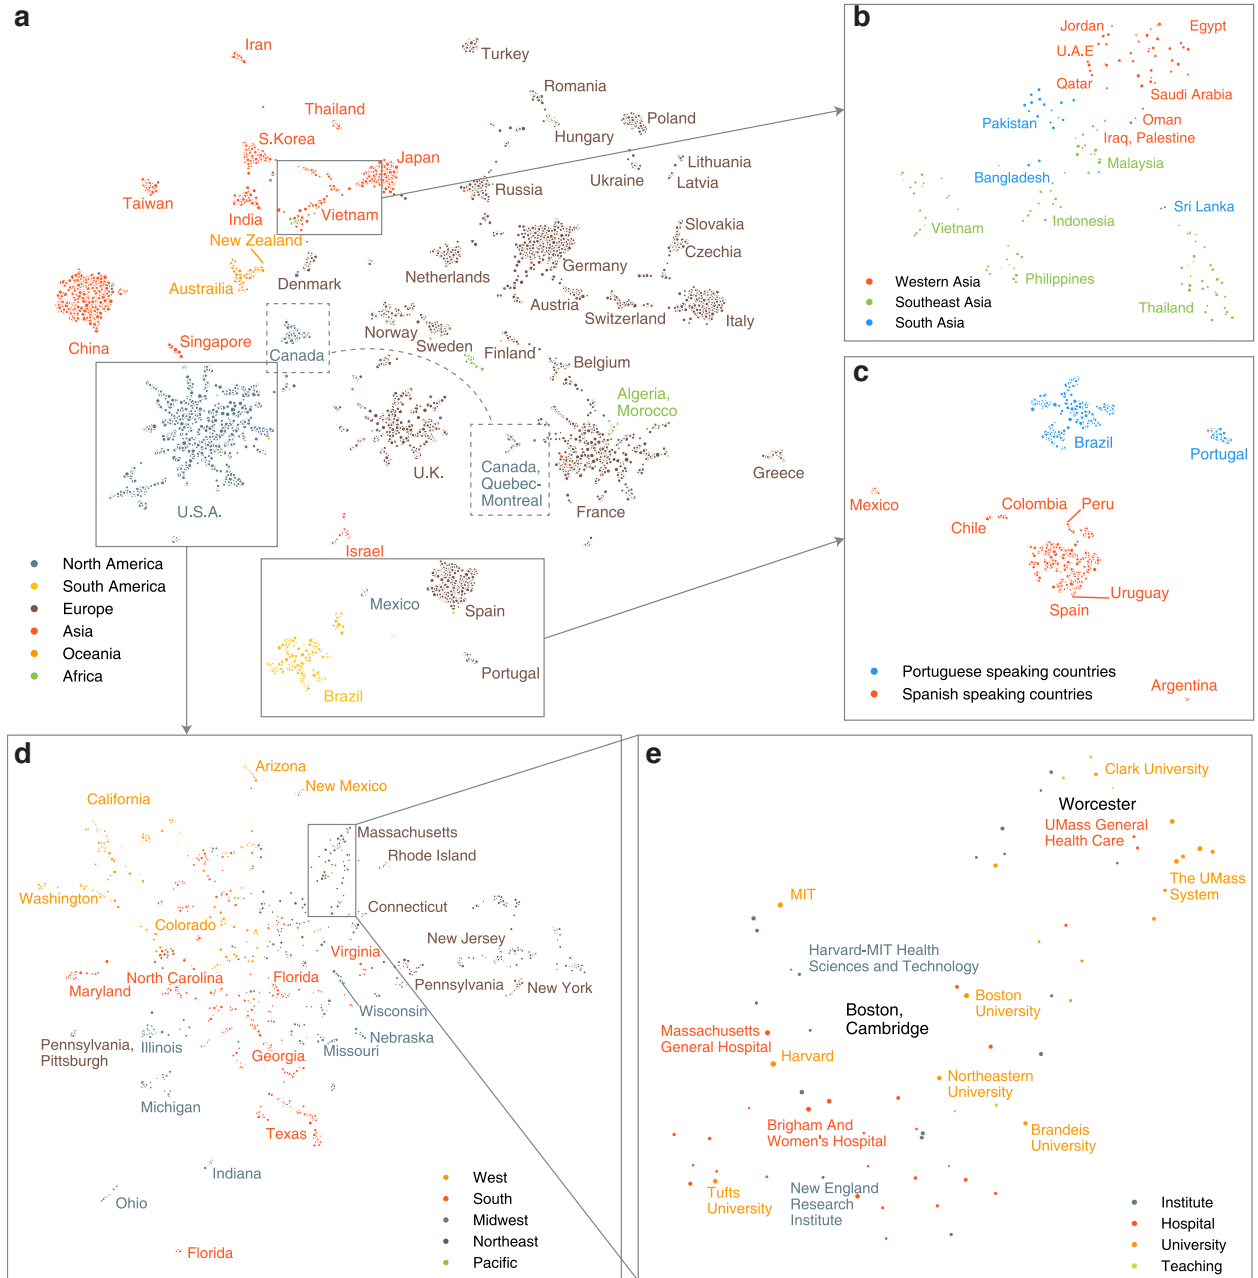 a
Iran
Turkey
Romania
Thailand
Hungary
Poland
S.Korea
Japan
Ukraine
Lithuania
Latvia
Russia
Taiwan
India
Vietnam
New Zealand
Slovakia
Czechia
Austrailia
Denmark
Netherlands
Germany
Austria
Switzerland
Italy
China
Singapore
Canada
Norway
Sweden
Finland
Belgium
Algeria,
Morocco
U.K.
Canada,
Quebec-
Montreal
Greece
France
U.S.A.
Israel
North America
South America
Europe
Asia
Oceania
Africa
Mexico
Spain
Portugal
Brazil
b
Jordan
Egypt
U.A.E
Qatar
Saudi Arabia
Pakistan
Oman
Iraq, Palestine
Malaysia
Bangladesh
Sri Lanka
Vietnam
Indonesia
Philippines
Thailand
Western Asia
Southeast Asia
South Asia
c
Brazil
Portugal
Mexico
Colombia
Peru
Chile
Uruguay
Spain
Portuguese speaking countries
Spanish speaking countries
Argentina
d
Arizona
New Mexico
California
Massachusetts
Rhode Island
Washington
Connecticut
Colorado
New Jersey
Virginia
North Carolina
Florida
Maryland
Pennsylvania
New York
Wisconsin
Pennsylvania,
Pittsburgh
Illinois
Nebraska
Missouri
Georgia
Michigan
Texas
Indiana
Ohio
Florida
West
South
Midwest
Northeast
Pacific
e
Clark University
Worcester
UMass General
Health Care
The UMass
System
MIT
Harvard-MIT Health
Sciences and Technology
Boston
University
Boston,
Cambridge
Massachusetts
General Hospital
Harvard
Northeastern
University
Brigham And
Women's Hospital
Brandeis
University
Tufts
University
New England
Research
Institute
Institute
Hospital
University
Teaching